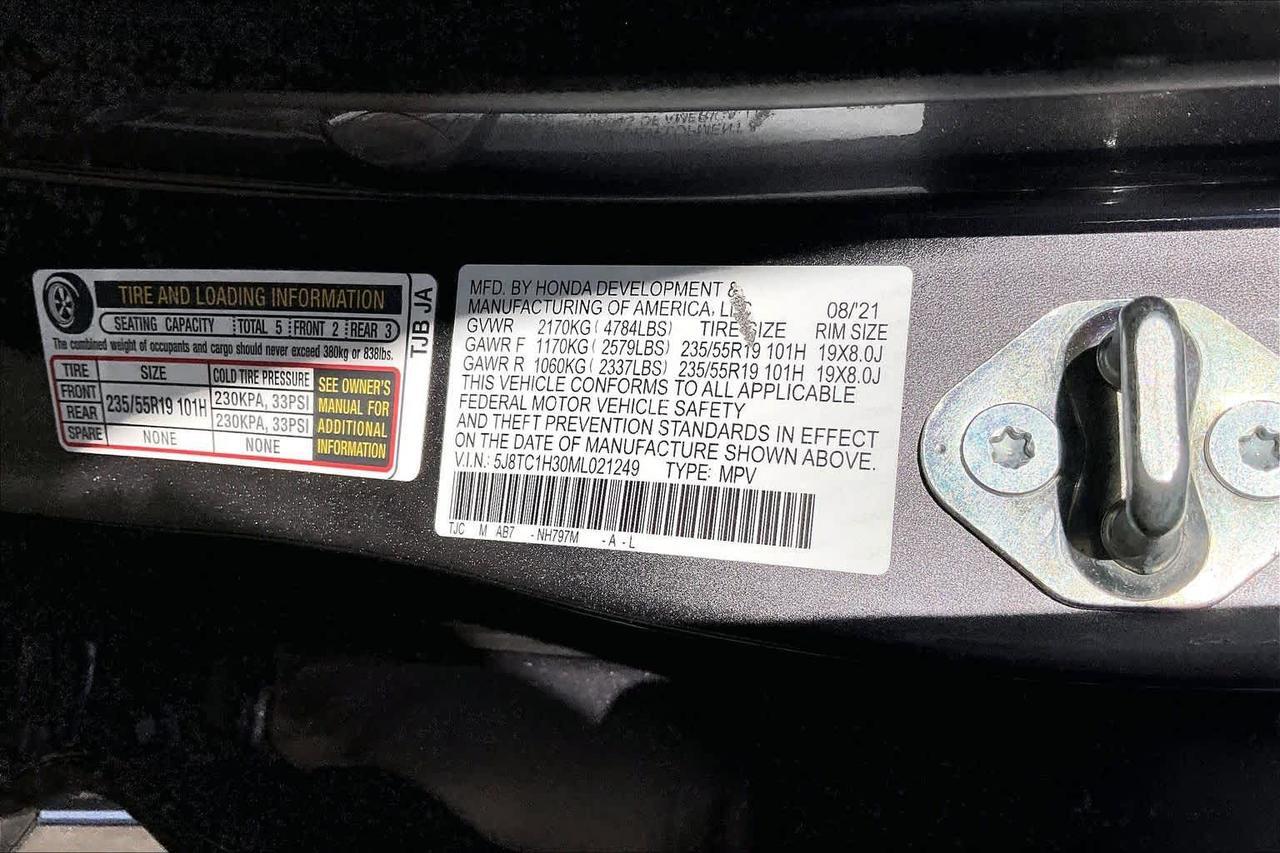 TIRE AND LOADING INFORMATION
SEATING CAPACITY TOTAL 5 FRONT 2 REAR 3
The combined weight of occupants and cargo should never exceed 380kg or 838lbs.
TIRE SIZE COLD TIRE PRESSURE
FRONT 235/55R19 101H 230KPA, 33PSI
REAR 230KPA, 33PSI
SPARE NONE NONE
SEE OWNER'S
MANUAL FOR
ADDITIONAL
INFORMATION
TJB JA
MFD. BY HONDA DEVELOPMENT &
MANUFACTURING OF AMERICA, 08/'21
GVWR 2170KG ( 4784LBS) TIRE SIZE RIM SIZE
GAWR F 1170KG ( 2579LBS) 235/55R19 101H 19X8.0J
GAWR R 1060KG ( 2337LBS) 235/55R19 101H 19X8.0J
THIS VEHICLE CONFORMS TO ALL APPLICABLE
FEDERAL MOTOR VEHICLE SAFETY
AND THEFT PREVENTION STANDARDS IN EFFECT
ON THE DATE OF MANUFACTURE SHOWN ABOVE.
V.I.N.: 5J8TC1H30ML021249 TYPE: MPV
TJC M AB7 -NH797M -A-L